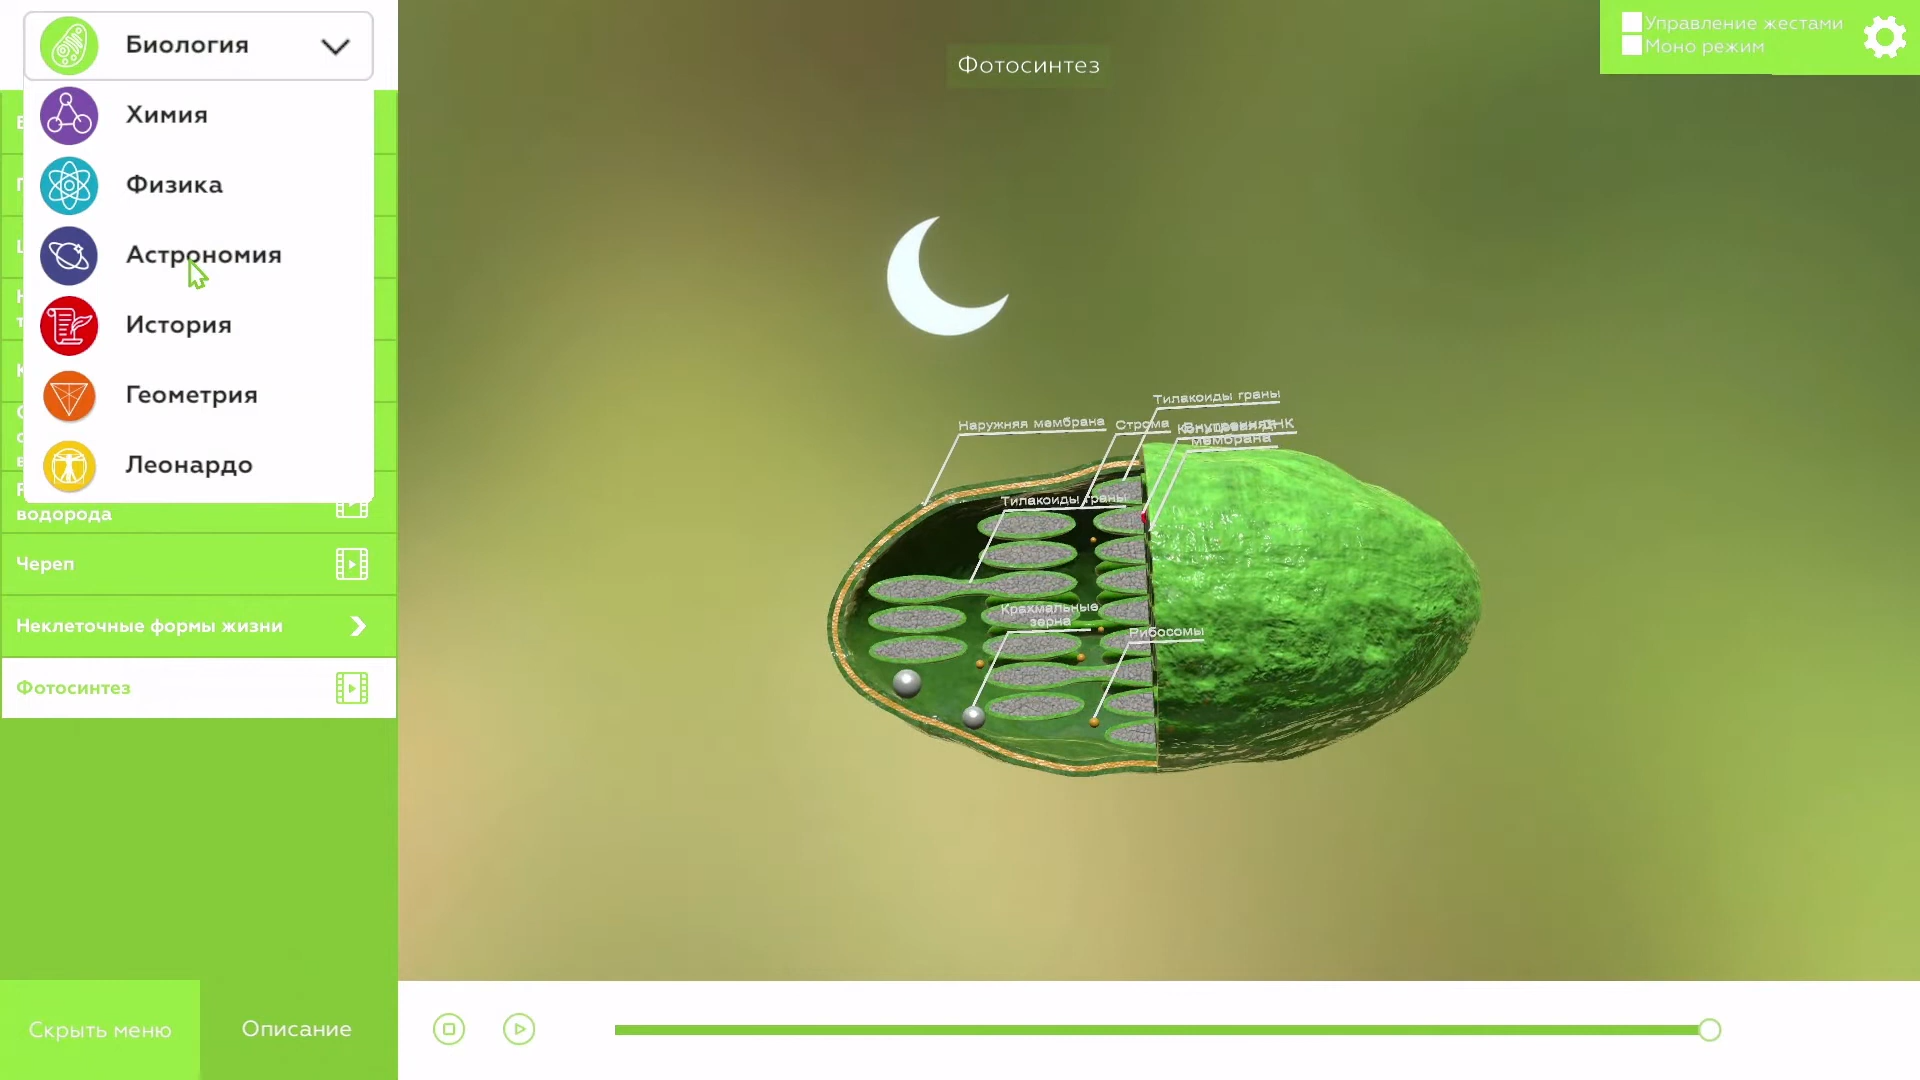 Биология
Химия
Физика
Астрономия
История
Геометрия
Леонардо
водорода
Череп
Неклеточные формы жизни
Фотосинтез
Скрыть меню
Описание
Фотосинтез
Управление жестами
Моно режим
Тилакоиды граны
Наружняя мембрана
Строма
мембрана
Тилакоиды граны
Крахмальные
зерна
Рибосомы